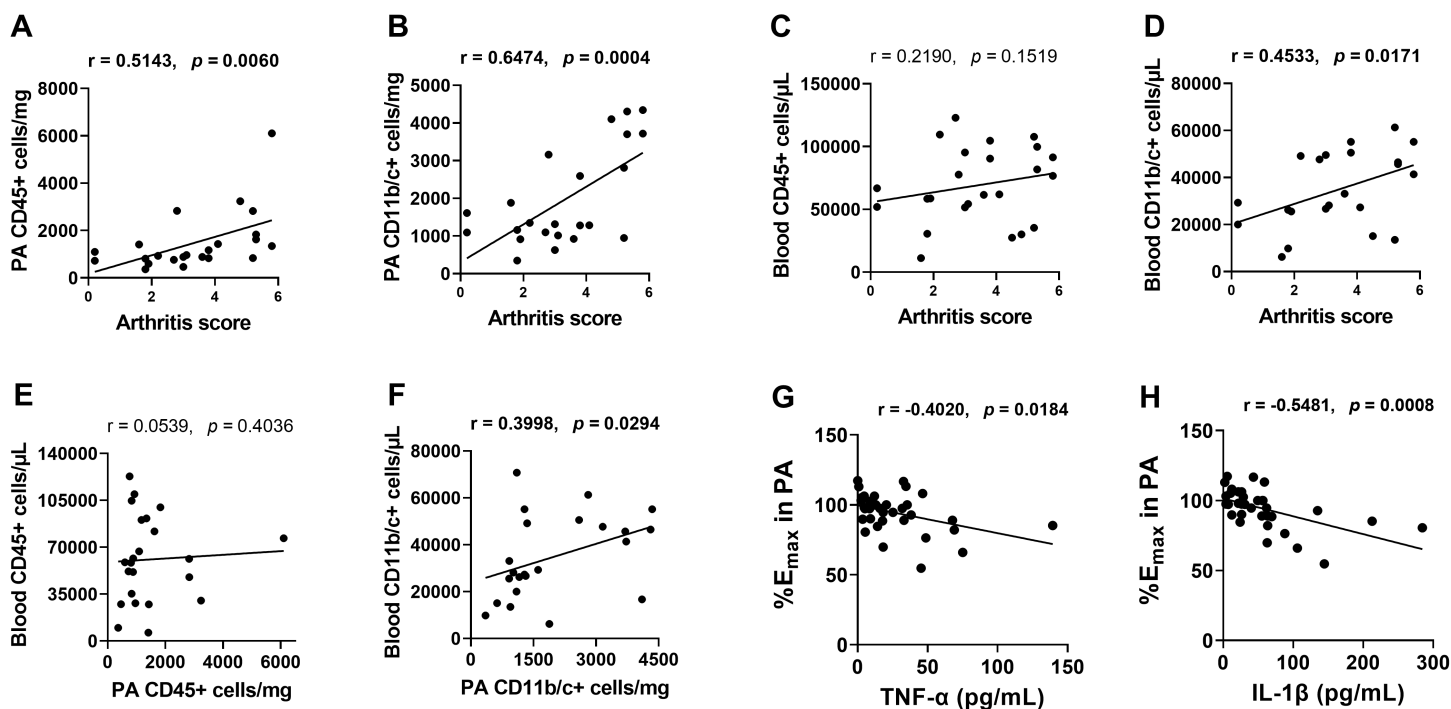 A
r = 0.5143, p = 0.0060
PA CD45+ cells/mg
8000
6000
4000
2000
0
0 2 4 6
Arthritis score
B
r = 0.6474, p = 0.0004
PA CD11b/c+ cells/mg
5000
4000
3000
2000
1000
0
0 2 4 6
Arthritis score
C
r = 0.2190, p = 0.1519
Blood CD45+ cells/µL
150000
100000
50000
0
0 2 4 6
Arthritis score
D
r = 0.4533, p = 0.0171
Blood CD11b/c+ cells/µL
80000
60000
40000
20000
0
0 2 4 6
Arthritis score
E
r = 0.0539, p = 0.4036
Blood CD45+ cells/µL
140000
105000
70000
35000
0
0 2000 4000 6000
PA CD45+ cells/mg
F
r = 0.3998, p = 0.0294
Blood CD11b/c+ cells/µL
80000
60000
40000
20000
0
0 1500 3000 4500
PA CD11b/c+ cells/mg
G
r = -0.4020, p = 0.0184
%Emax in PA
150
100
50
0
0 50 100 150
TNF-α (pg/mL)
H
r = -0.5481, p = 0.0008
%Emax in PA
150
100
50
0
0 100 200 300
IL-1β (pg/mL)